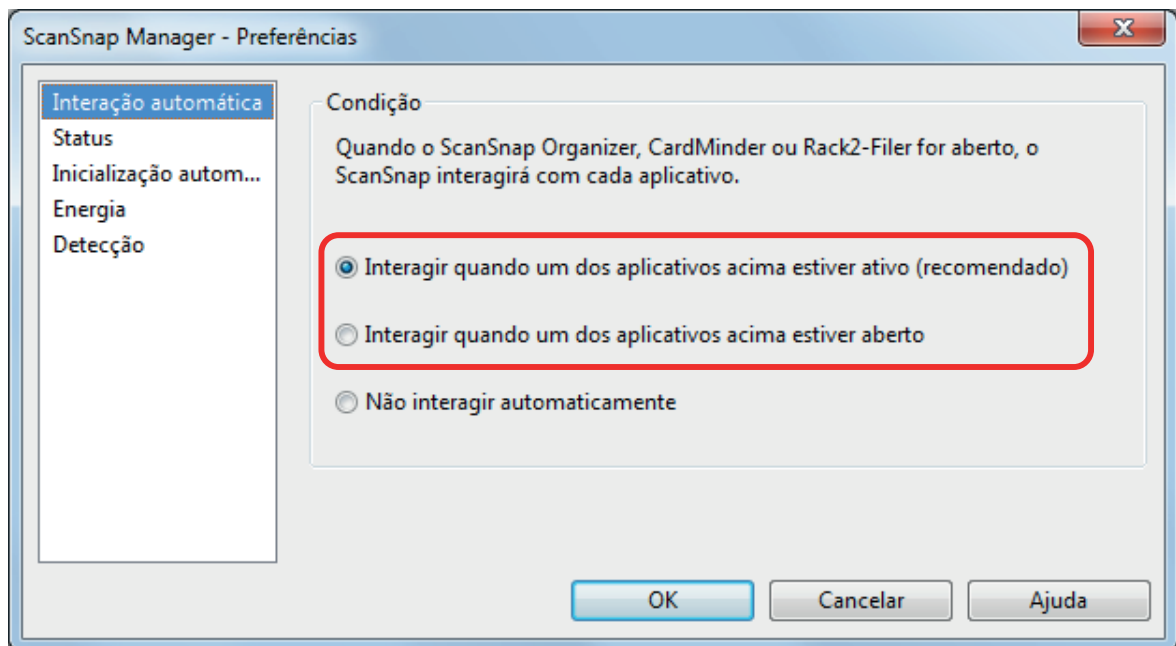 ScanSnap Manager - Preferências
Interação automática
Status
Inicialização autom...
Energia
Detecção
Condição
Quando o ScanSnap Organizer, CardMinder ou Rack2-Filer for aberto, o
ScanSnap interagirá com cada aplicativo.
Interagir quando um dos aplicativos acima estiver ativo (recomendado)
Interagir quando um dos aplicativos acima estiver aberto
Não interagir automaticamente
OK
Cancelar
Ajuda